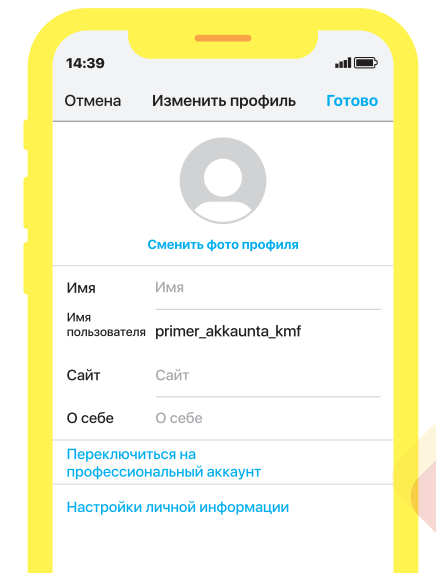 14:39
Отмена Изменить профиль Готово
Сменить фото профиля
Имя Имя
Имя
пользователя primer_akkaunta_kmf
Сайт Сайт
О себе О себе
Переключиться на
профессиональный аккаунт
Настройки личной информации